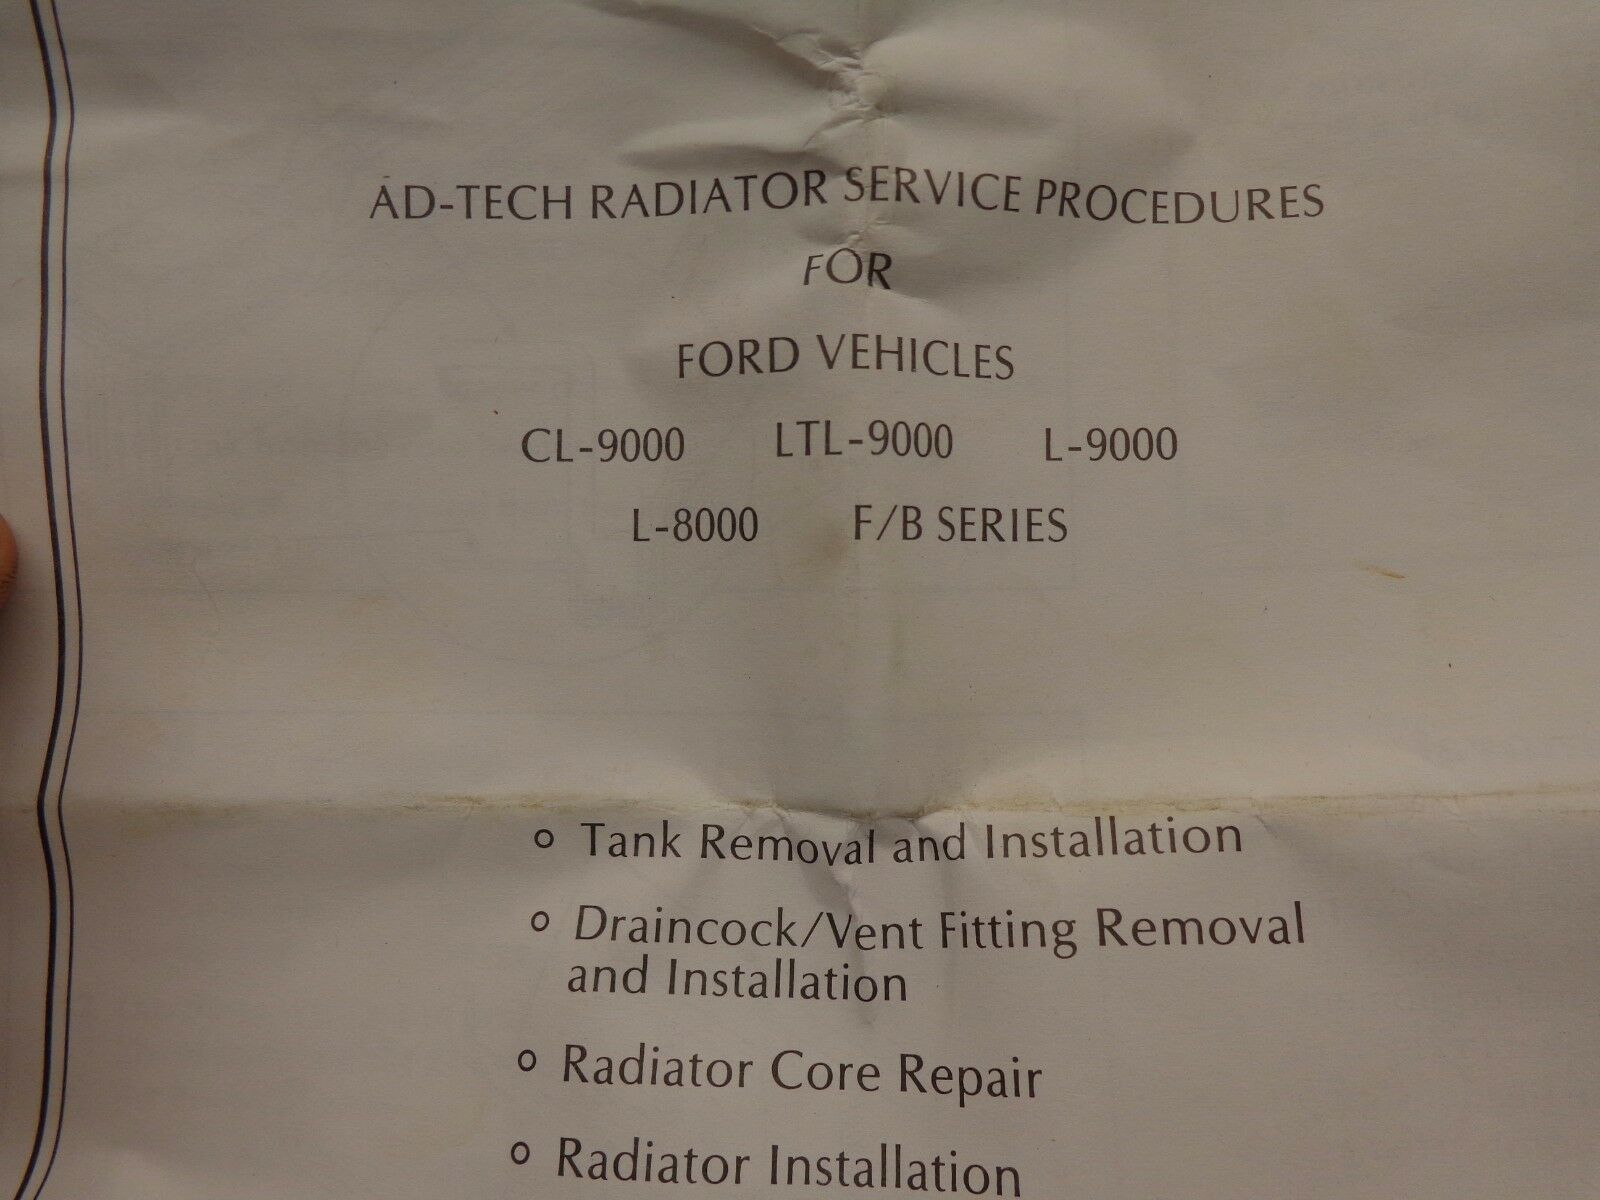 AD-TECH RADIATOR SERVICE PROCEDURES
FOR
FORD VEHICLES
CL-9000 LTL-9000 L-9000
L-8000 F/B SERIES
o Tank Removal and Installation
o Draincock/Vent Fitting Removal
and Installation
o Radiator Core Repair
o Radiator Installation